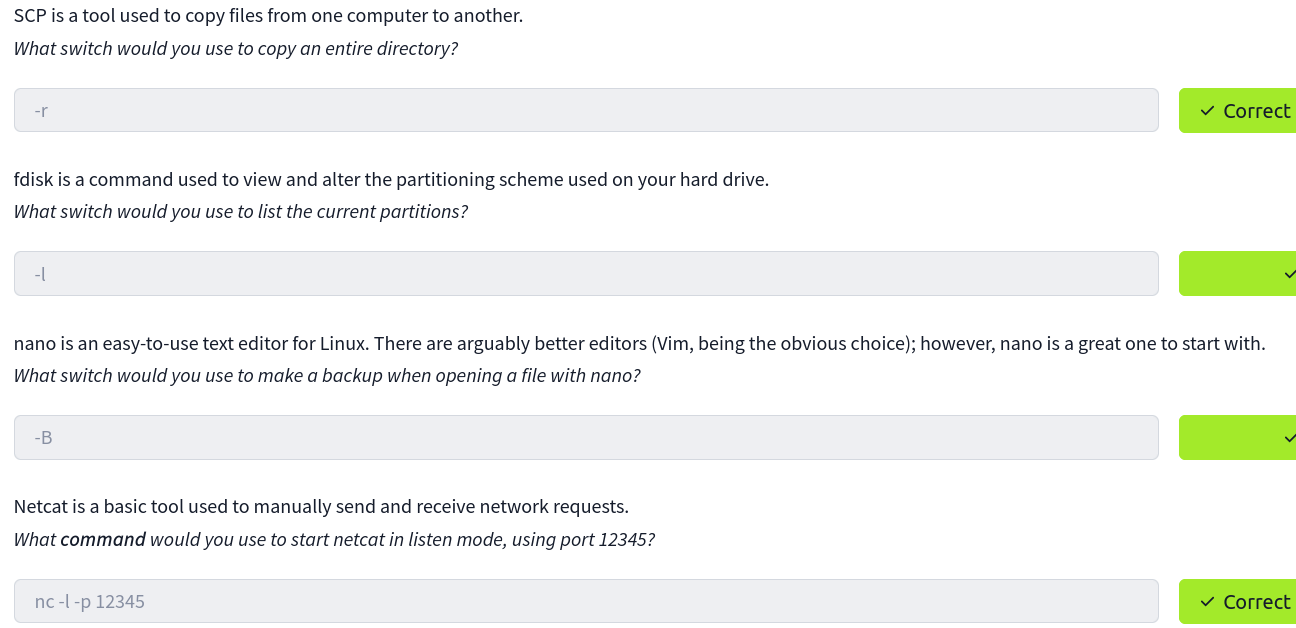 SCP is a tool used to copy files from one computer to another.
What switch would you use to copy an entire directory?
-r
✓ Correct
fdisk is a command used to view and alter the partitioning scheme used on your hard drive.
What switch would you use to list the current partitions?
-l
✓
nano is an easy-to-use text editor for Linux. There are arguably better editors (Vim, being the obvious choice); however, nano is a great one to start with.
What switch would you use to make a backup when opening a file with nano?
-B
✓
Netcat is a basic tool used to manually send and receive network requests.
What command would you use to start netcat in listen mode, using port 12345?
nc -l -p 12345
✓ Correct